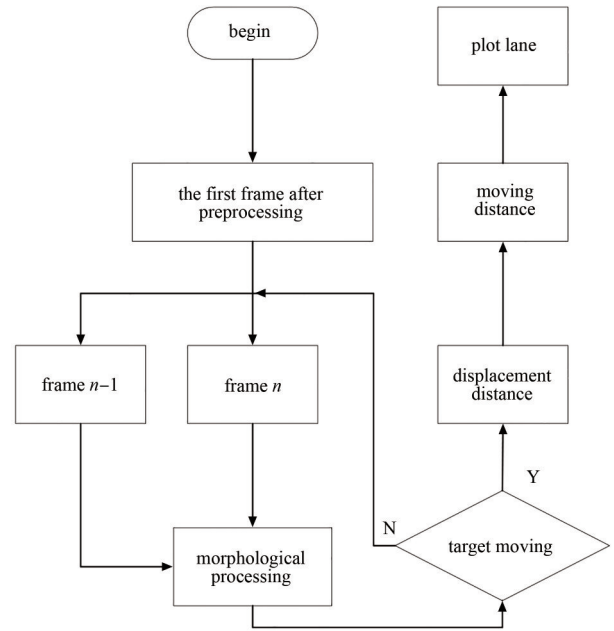 begin
plot lane
the first frame after
preprocessing
moving
distance
frame n−1
frame n
displacement
distance
Y
N
target moving
morphological
processing